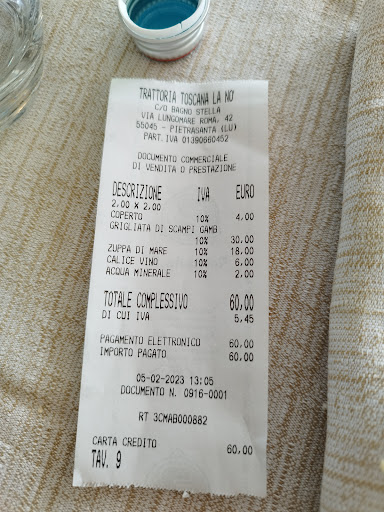 TRATTORIA TOSCANA LA NO'
C/O BAGNO STELLA
VIA LUNGOMARE ROMA, 42
55045 - PIETRASANTA (LU)
PART. IVA 01390660452
DOCUMENTO COMMERCIALE
DI VENDITA O PRESTAZIONE
DESCRIZIONE IVA EURO
2,00 X 2,00
COPERTO 10% 4,00
GRIGLIATA DI SCAMPI GAMB
10% 30,00
ZUPPA DI MARE 10% 18,00
CALICE VINO 10% 6,00
ACQUA MINERALE 10% 2,00
TOTALE COMPLESSIVO 60,00
DI CUI IVA 5,45
PAGAMENTO ELETTRONICO 60,00
IMPORTO PAGATO 60,00
05-02-2023 13:05
DOCUMENTO N. 0916-0001
RT 3CMAB000882
CARTA CREDITO 60,00
TAV. 9